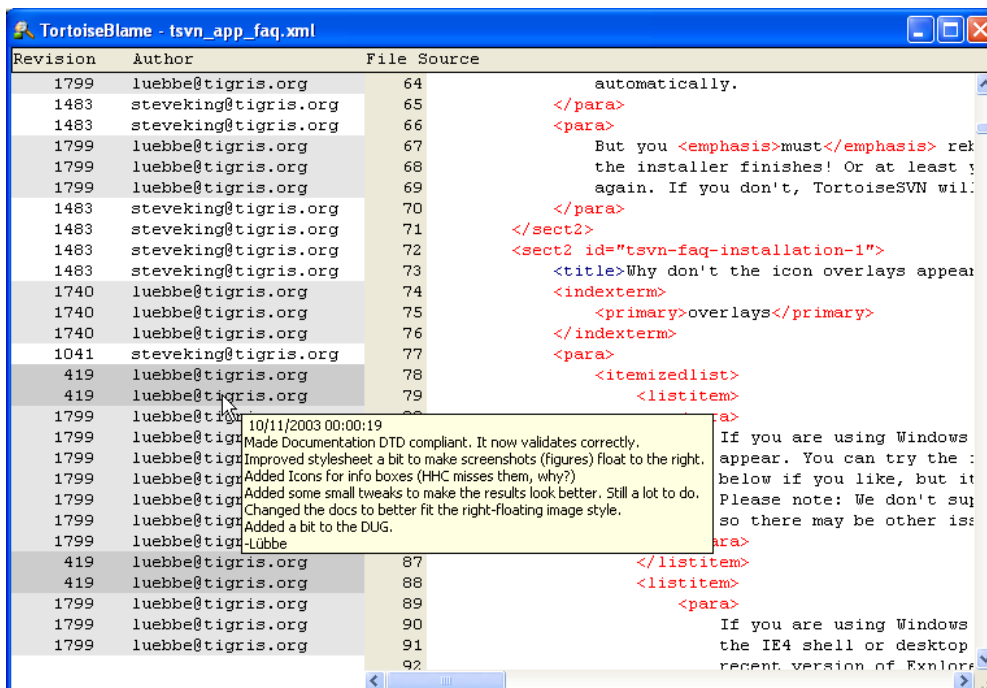 TortoiseBlame - tsvn_app_faq.xml
Revision Author File Source
1799 luebbe@tigris.org 64 automatically.
1483 steveking@tigris.org 65 </para>
1483 steveking@tigris.org 66 <para>
1799 luebbe@tigris.org 67 But you <emphasis>must</emphasis>
1799 luebbe@tigris.org 68 the installer finishes! Or at least
1799 luebbe@tigris.org 69 again. If you don't, TortoiseSVN
1483 steveking@tigris.org 70 </para>
1483 steveking@tigris.org 71 </sect2>
1483 steveking@tigris.org 72 <sect2 id="tsvn-faq-installation-1">
1483 steveking@tigris.org 73 <title>Why don't the icon overlays appear
1740 luebbe@tigris.org 74 <indexterm>
1740 luebbe@tigris.org 75 <primary>overlays</primary>
1740 luebbe@tigris.org 76 </indexterm>
1041 steveking@tigris.org 77 <para>
419 luebbe@tigris.org 78 <itemizedlist>
419 luebbe@tigris.org 79 <listitem>
1799
10/11/2003 00:00:19
Made Documentation DTD compliant. It now validates correctly.
Improved stylesheet a bit to make screenshots (figures) float to the right.
Added Icons for info boxes (HHC misses them, why?)
Added some small tweaks to make the results look better. Still a lot to do.
Changed the docs to better fit the right-floating image style.
Added a bit to the DUG.
-Lübbe
1799 If you are using Windows
1799 appear. You can try the
1799 below if you like, but it
1799 Please note: We don't
1799 so there may be other
1799
419 luebbe@tigris.org 87 </listitem>
419 luebbe@tigris.org 88 <listitem>
1799 luebbe@tigris.org 89 <para>
1799 luebbe@tigris.org 90 If you are using Windows
1799 luebbe@tigris.org 91 the IE4 shell or desktop
92 recent version of